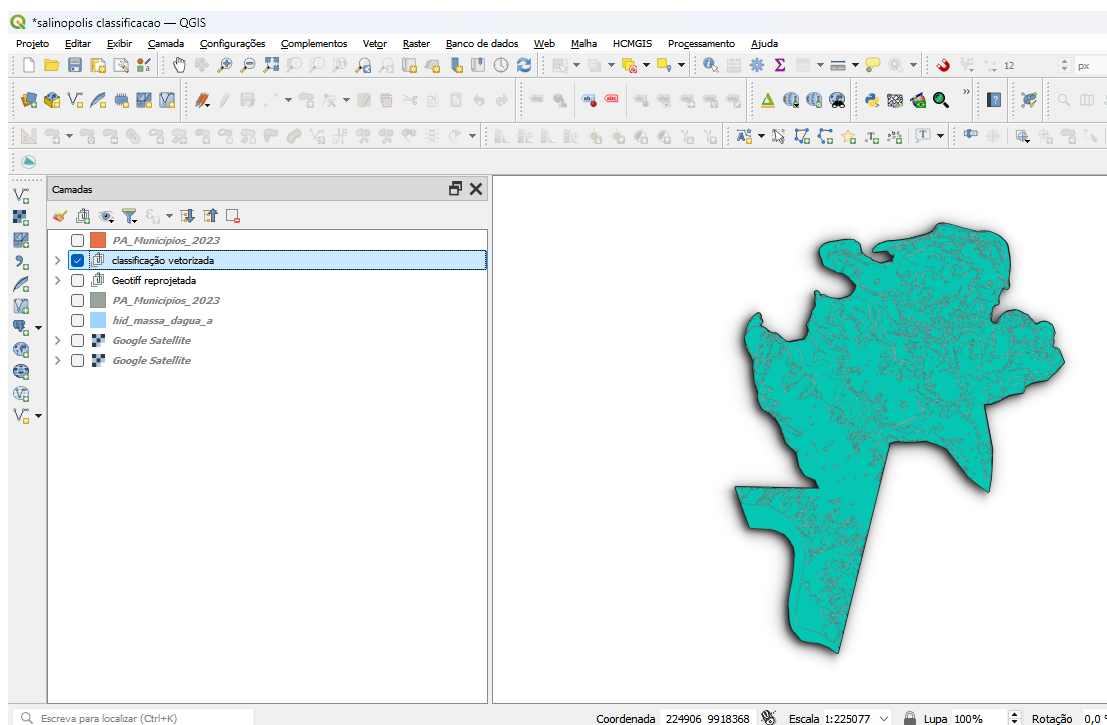 *salinopolis classificacao — QGIS
Projeto Editar Exibir Camada Configurações Complementos Vetor Raster Banco de dados Web Malha HCMGIS Processamento Ajuda
12 px
Camadas
PA_Municipios_2023
classificação vetorizada
Geotiff reprojetada
PA_Municipios_2023
hid_massa_dagua_a
Google Satellite
Google Satellite
Escreva para localizar (Ctrl+K)
Coordenada 224906 9918368 Escala 1:225077 Lupa 100% Rotação 0,0 °